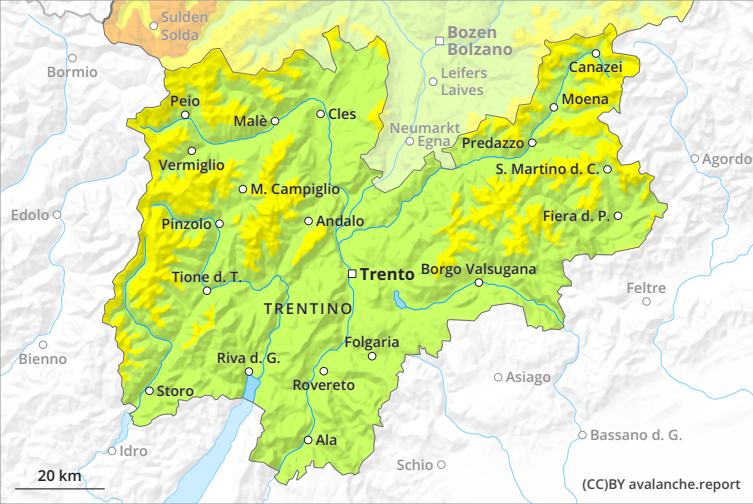 Sulden
Solda
Bozen
Bolzano
Bormio
Canazei
Leifers
Laives
Peio
Moena
Malè
Cles
Neumarkt
Egna
Predazzo
Vermiglio
Agordo
S. Martino d. C.
M. Campiglio
Edolo
Pinzolo
Andalo
Fiera d. P.
Trento
Borgo Valsugana
Tione d. T.
Feltre
TRENTINO
Folgaria
Bienno
Riva d. G.
Rovereto
Asiago
Storo
Ala
Bassano d. G.
Idro
Schio
20 km
(CC)BY avalanche.report